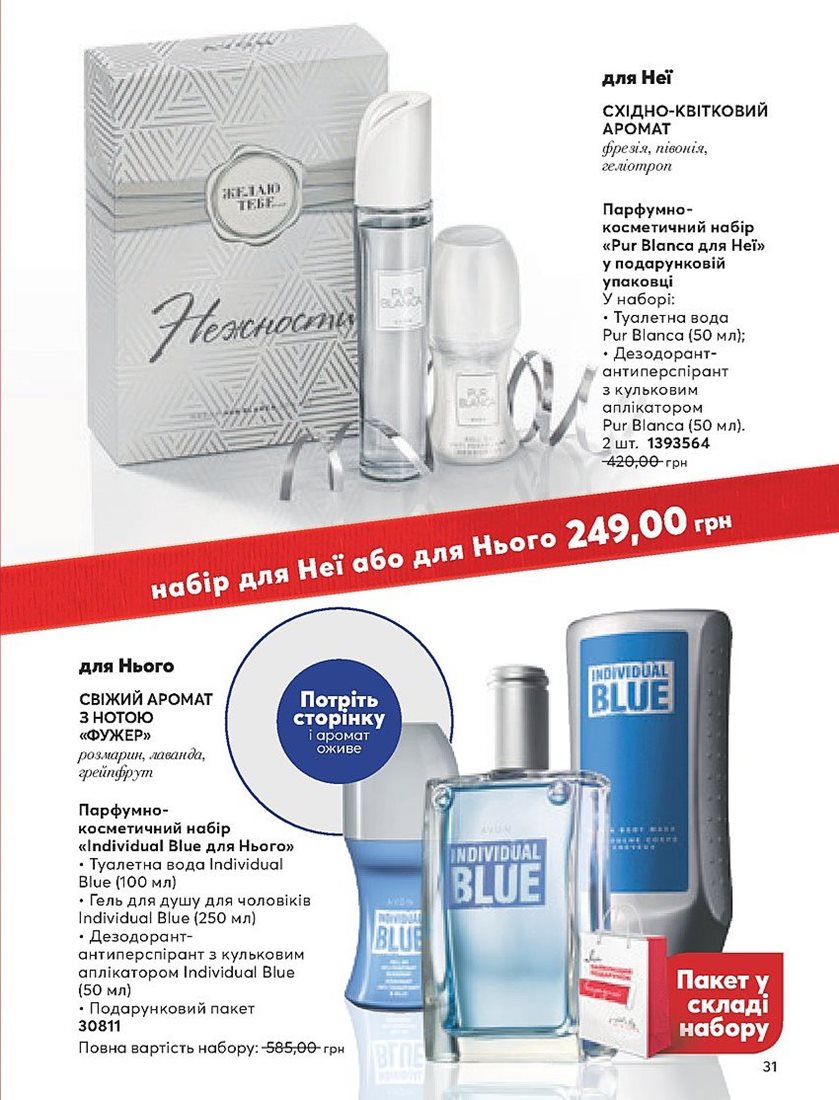 для Неї
СХІДНО-КВІТКОВИЙ
АРОМАТ
фрезія, півонія,
геліотроп
Парфумно-
косметичний набір
«Pur Blanca для Неї»
у подарунковій
упаковці
У наборі:
• Туалетна вода
Pur Blanca (50 мл);
• Дезодорант-
антиперспірант
з кульковим
аплікатором
Pur Blanca (50 мл).
2 шт. 1393564
420,00 грн
ЖЕЛАЮ
ТЕБЕ...
Нежности
PUR
BLANCA
AVON
PUR
BLANCA
набір для Неї або для Нього 249,00 грн
для Нього
СВІЖИЙ АРОМАТ
З НОТОЮ
«ФУЖЕР»
розмарин, лаванда,
грейпфрут
Парфумно-
косметичний набір
«Individual Blue для Нього»
• Туалетна вода Individual
Blue (100 мл)
• Гель для душу для чоловіків
Individual Blue (250 мл)
• Дезодорант-
антиперспірант з кульковим
аплікатором Individual Blue
(50 мл)
• Подарунковий пакет
30811
Повна вартість набору: 585,00 грн
Потріть
сторінку
і аромат
оживе
INDIVIDUAL
BLUE
AVON
INDIVIDUAL
BLUE
AVON
INDIVIDUAL
BLUE
Пакет у
складі
набору
31